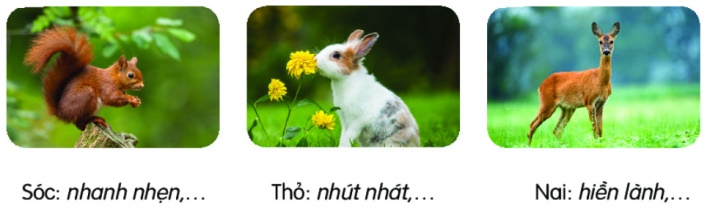 Sóc: nhanh nhẹn,...
Thỏ: nhút nhát,...
Nai: hiền lành,...